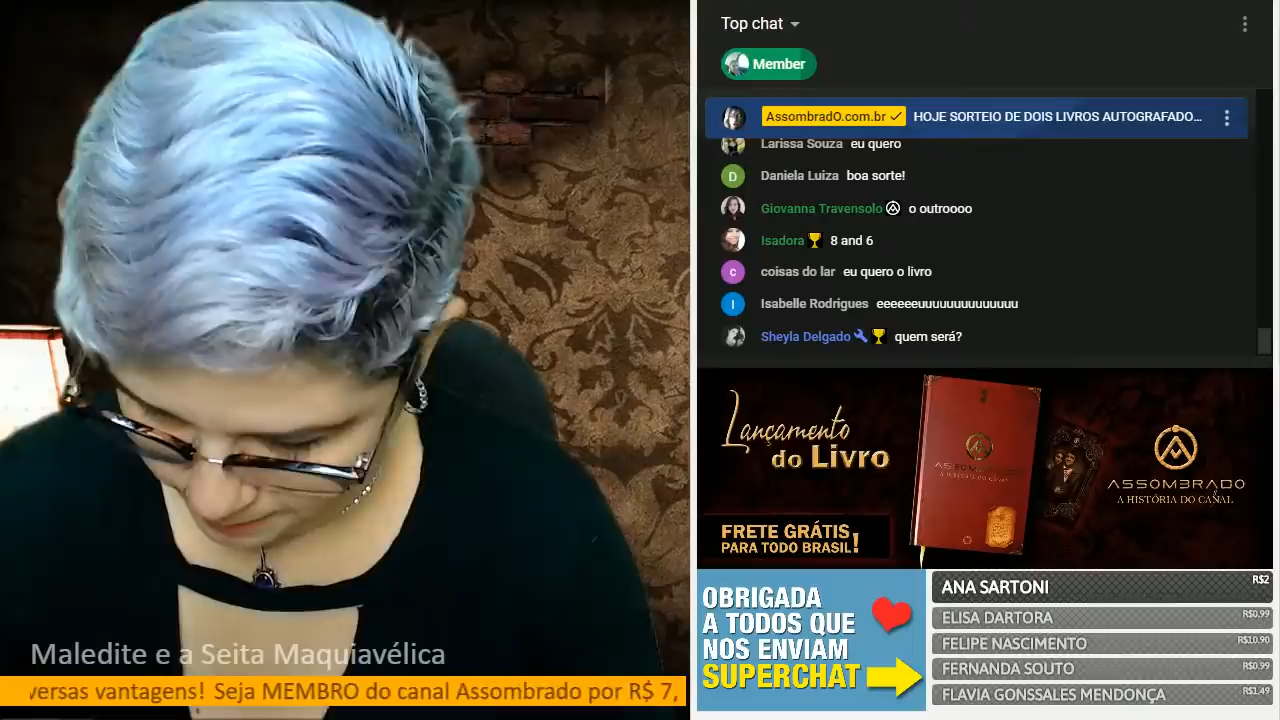 Top chat
Member
AssombradO.com.br HOJE SORTEIO DE DOIS LIVROS AUTOGRAFADO...
Larissa Souza eu quero
D Daniela Luiza boa sorte!
Giovanna Travensolo o outroooo
Isadora 8 and 6
c coisas do lar eu quero o livro
I Isabelle Rodrigues eeeeeeuuuuuuuuuuuuuu
Sheyla Delgado quem será?
Lançamento
do Livro
FRETE GRÁTIS
PARA TODO BRASIL!
ASSOMBRADO
A HISTÓRIA DO CANAL
ASSOMBRADO
A HISTÓRIA DO CANAL
OBRIGADA
A TODOS QUE
NOS ENVIAM
SUPERCHAT
ANA SARTONI R$2
ELISA DARTORA R$0.99
FELIPE NASCIMENTO R$10.90
FERNANDA SOUTO R$0.99
FLAVIA GONSSALES MENDONÇA R$1.49
Maledite e a Seita Maquiavélica
versas vantagens! Seja MEMBRO do canal Assombrado por R$ 7,